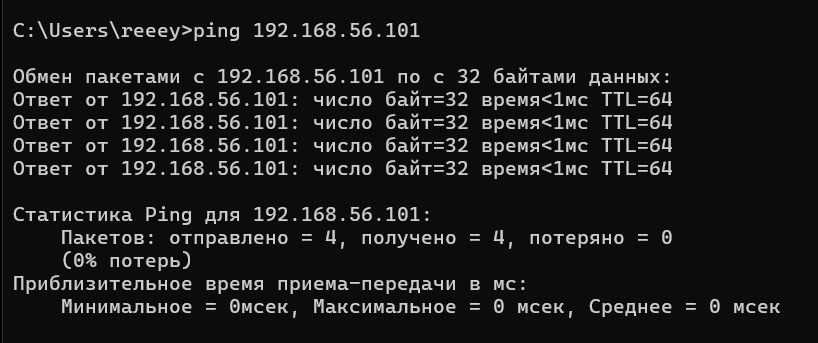 C:\Users\reeey>ping 192.168.56.101
Обмен пакетами с 192.168.56.101 по с 32 байтами данных:
Ответ от 192.168.56.101: число байт=32 время<1мс TTL=64
Ответ от 192.168.56.101: число байт=32 время<1мс TTL=64
Ответ от 192.168.56.101: число байт=32 время<1мс TTL=64
Ответ от 192.168.56.101: число байт=32 время<1мс TTL=64
Статистика Ping для 192.168.56.101:
Пакетов: отправлено = 4, получено = 4, потеряно = 0
(0% потерь)
Приблизительное время приема-передачи в мс:
Минимальное = 0мсек, Максимальное = 0 мсек, Среднее = 0 мсек